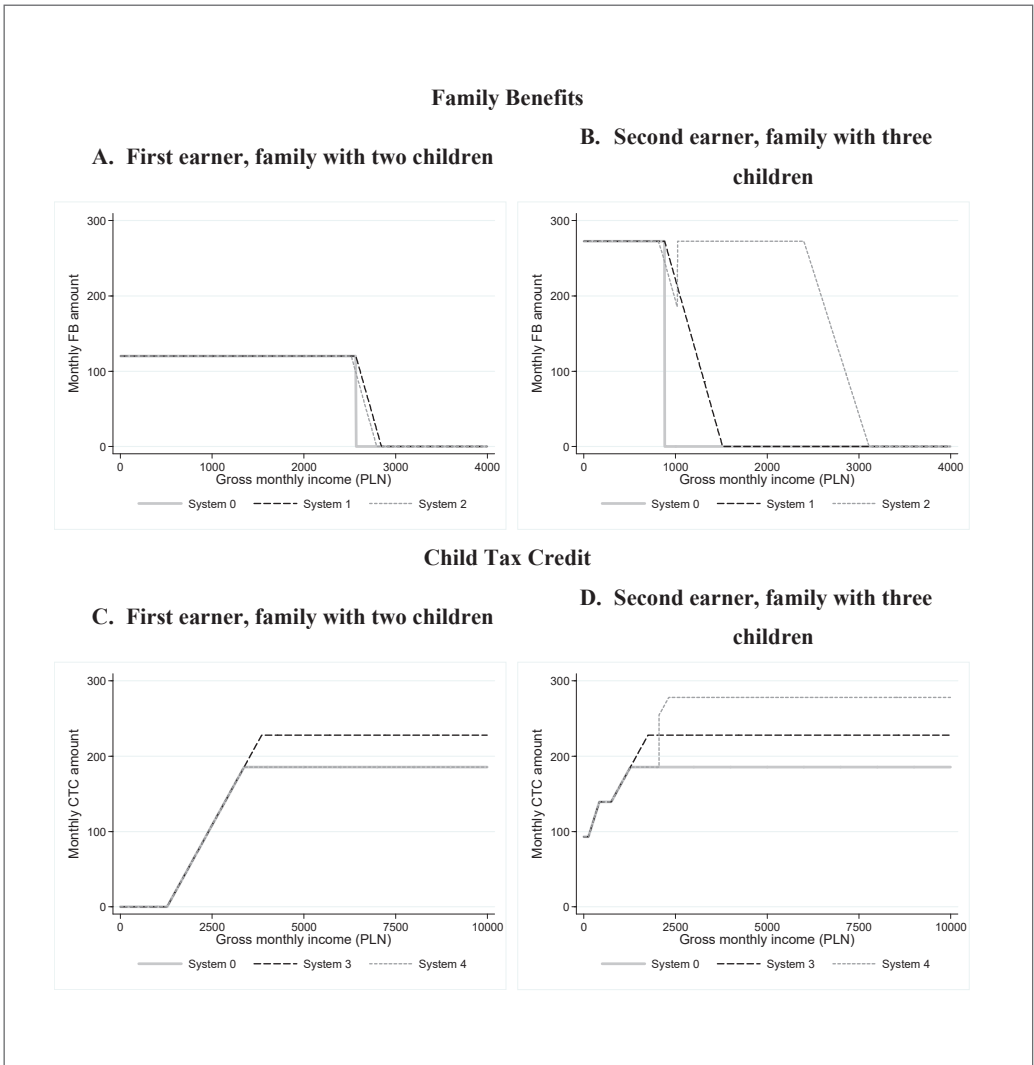 Family Benefits
A. First earner, family with two children
B. Second earner, family with three
children
300
200
100
0
Monthly FB amount
0 1000 2000 3000 4000
Gross monthly income (PLN)
System 0 System 1 System 2
300
200
100
0
Monthly FB amount
0 1000 2000 3000 4000
Gross monthly income (PLN)
System 0 System 1 System 2
Child Tax Credit
C. First earner, family with two children
D. Second earner, family with three
children
300
200
100
0
Monthly CTC amount
0 2500 5000 7500 10000
Gross monthly income (PLN)
System 0 System 3 System 4
300
200
100
0
Monthly CTC amount
0 2500 5000 7500 10000
Gross monthly income (PLN)
System 0 System 3 System 4